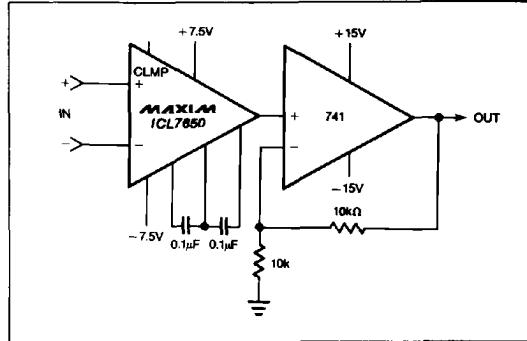 +7.5V
+15V
CLMP
+
+
MAXIM
ICL7650
+
741
OUT
IN
−
−
−
−15V
−7.5V
0.1µF
0.1µF
10kΩ
10k